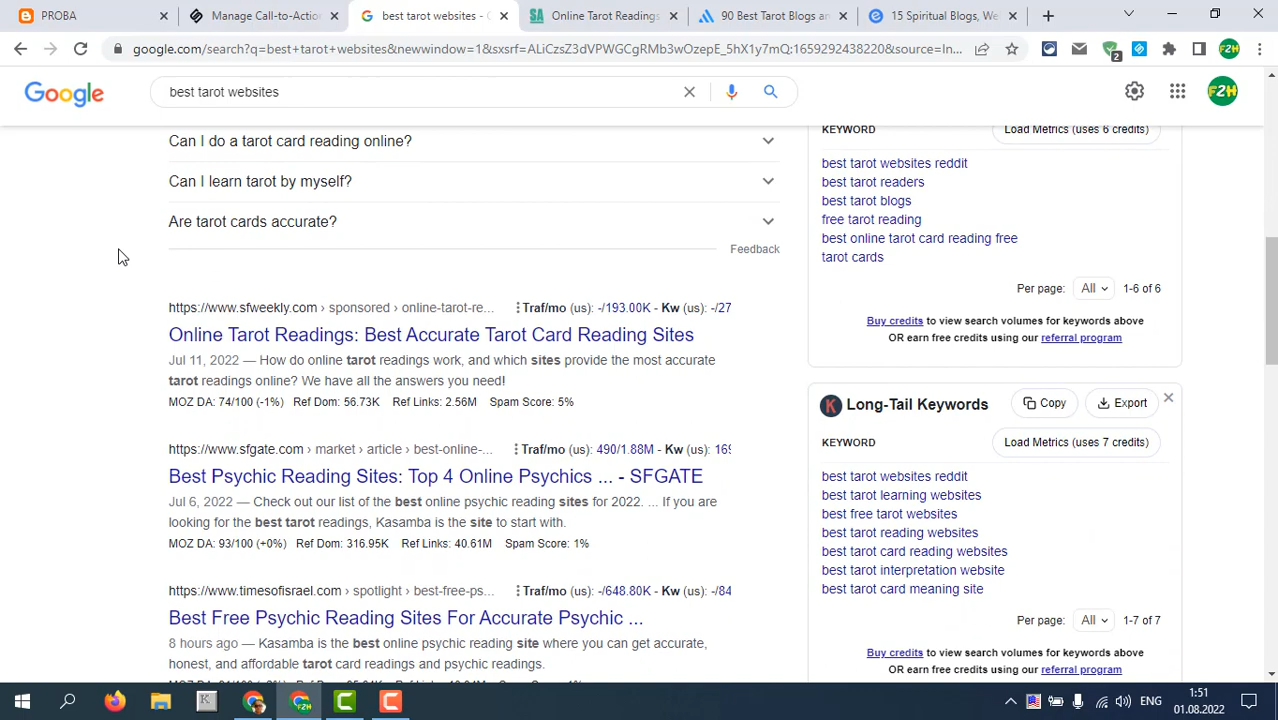 PROBA
Manage Call-to-Action
best tarot websites - G
Online Tarot Readings:
90 Best Tarot Blogs an
15 Spiritual Blogs, We
google.com/search?q=best+tarot+websites&newwindow=1&sxsrf=ALiCzsZ3dVPWGCgRMb3wOzepE_5hX1y7mQ:1659292438220&source=ln...
2
F2H
Google
best tarot websites
F2H
Can I do a tarot card reading online?
Can I learn tarot by myself?
Are tarot cards accurate?
Feedback
https://www.sfweekly.com › sponsored › online-tarot-re...
Traf/mo (us): -/193.00K - Kw (us): -/27
Online Tarot Readings: Best Accurate Tarot Card Reading Sites
Jul 11, 2022 — How do online tarot readings work, and which sites provide the most accurate
tarot readings online? We have all the answers you need!
MOZ DA: 74/100 (-1%) Ref Dom: 56.73K Ref Links: 2.56M Spam Score: 5%
https://www.sfgate.com › market › article › best-online-...
Traf/mo (us): 490/1.88M - Kw (us): 169
Best Psychic Reading Sites: Top 4 Online Psychics ... - SFGATE
Jul 6, 2022 — Check out our list of the best online psychic reading sites for 2022. ... If you are
looking for the best tarot readings, Kasamba is the site to start with.
MOZ DA: 93/100 (+0%) Ref Dom: 316.95K Ref Links: 40.61M Spam Score: 1%
https://www.timesofisrael.com › spotlight › best-free-ps...
Traf/mo (us): -/648.80K - Kw (us): -/84
Best Free Psychic Reading Sites For Accurate Psychic ...
8 hours ago — Kasamba is the best online psychic reading site where you can get accurate,
honest, and affordable tarot card readings and psychic readings.
KEYWORD
Load Metrics (uses 6 credits)
best tarot websites reddit
best tarot readers
best tarot blogs
free tarot reading
best online tarot card reading free
tarot cards
Per page: All 1-6 of 6
Buy credits to view search volumes for keywords above
OR earn free credits using our referral program
K Long-Tail Keywords
Copy
Export
KEYWORD
Load Metrics (uses 7 credits)
best tarot websites reddit
best tarot learning websites
best free tarot websites
best tarot reading websites
best tarot card reading websites
best tarot interpretation website
best tarot card meaning site
Per page: All 1-7 of 7
Buy credits to view search volumes for keywords above
OR earn free credits using our referral program
ENG
1:51
01.08.2022